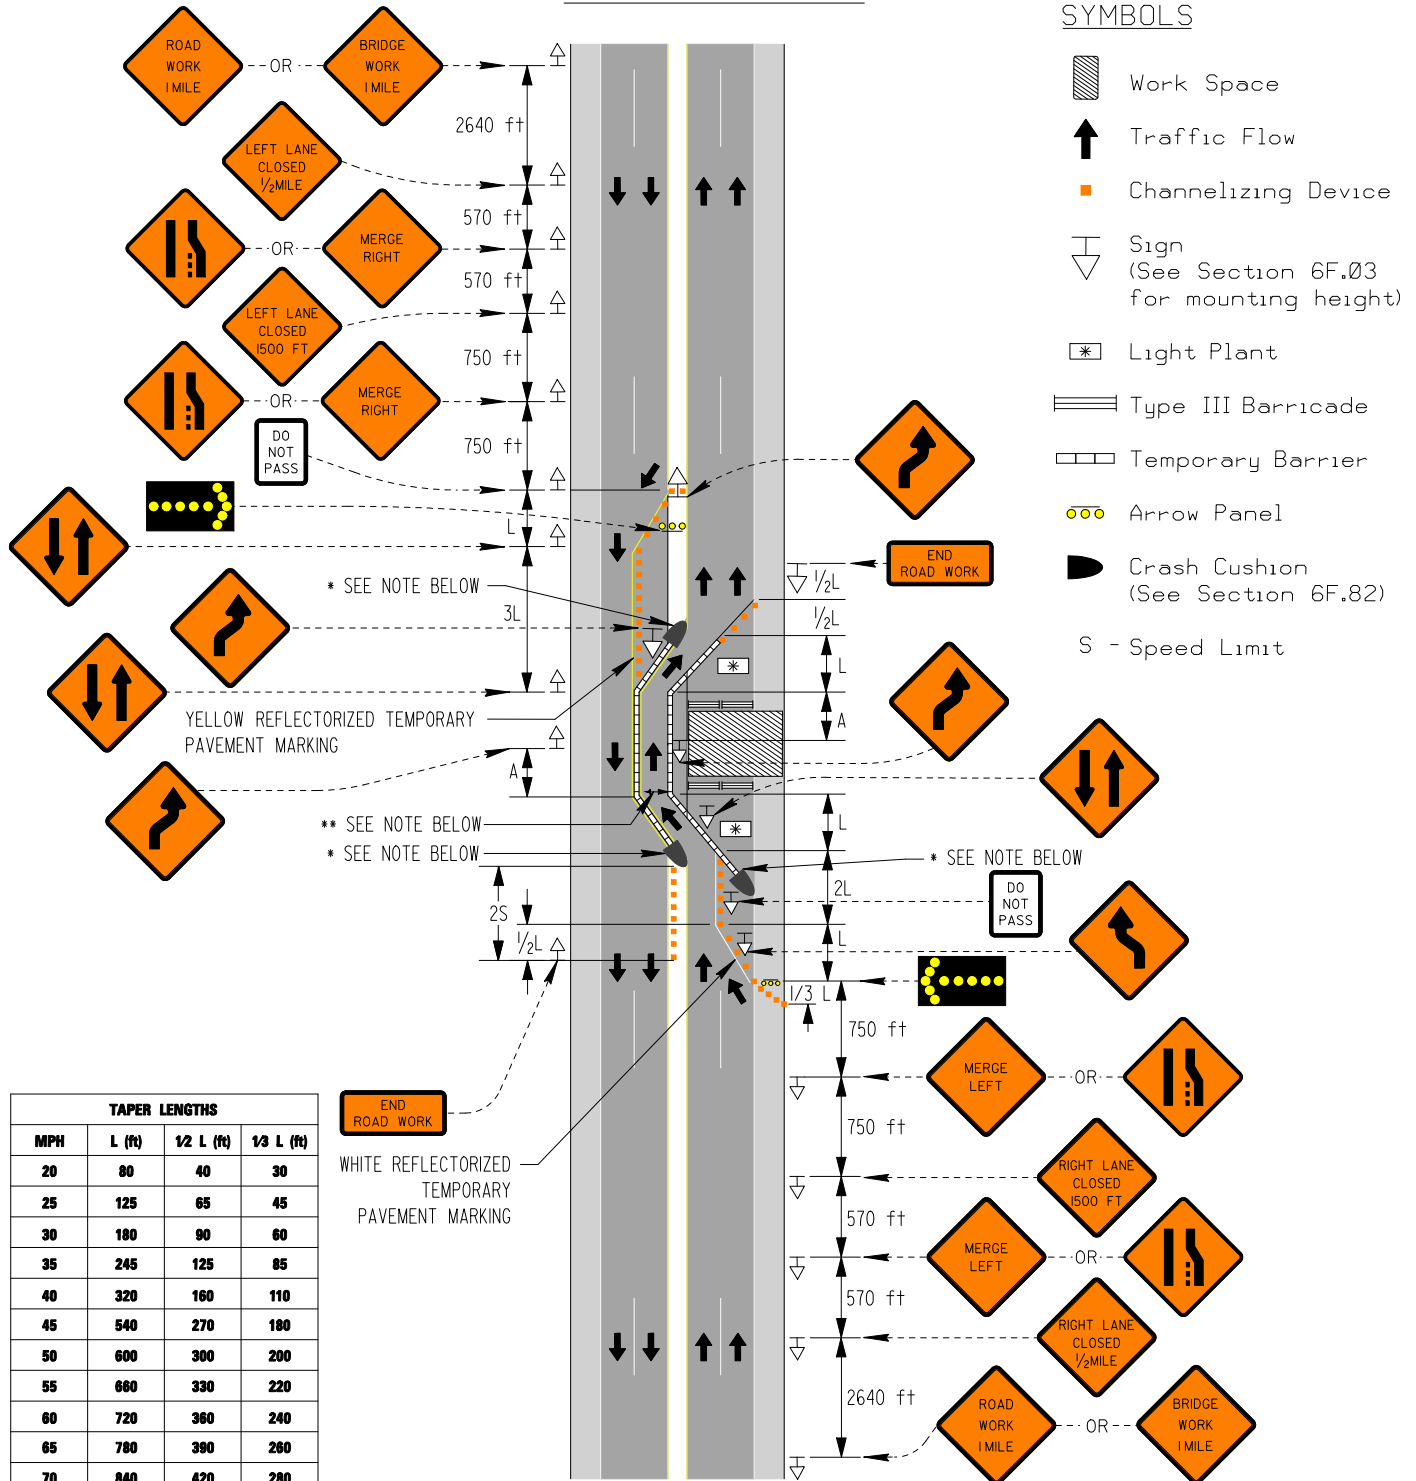 SYMBOLS
Work Space
Traffic Flow
Channelizing Device
Sign
(See Section 6F.03
for mounting height)
Light Plant
Type III Barricade
Temporary Barrier
Arrow Panel
Crash Cushion
(See Section 6F.82)
S - Speed Limit
ROAD
WORK
1 MILE
OR
BRIDGE
WORK
1 MILE
2640 ft
LEFT LANE
CLOSED
1/2 MILE
570 ft
OR
MERGE
RIGHT
570 ft
LEFT LANE
CLOSED
1500 FT
750 ft
OR
MERGE
RIGHT
750 ft
DO
NOT
PASS
L
* SEE NOTE BELOW
3L
YELLOW REFLECTORIZED TEMPORARY
PAVEMENT MARKING
A
** SEE NOTE BELOW
* SEE NOTE BELOW
2S
1/2L
END
ROAD WORK
WHITE REFLECTORIZED
TEMPORARY
PAVEMENT MARKING
END
ROAD WORK
1/2L
1/2L
L
A
L
* SEE NOTE BELOW
2L
DO
NOT
PASS
L
1/3 L
750 ft
MERGE
LEFT
OR
750 ft
RIGHT LANE
CLOSED
1500 FT
570 ft
MERGE
LEFT
OR
570 ft
RIGHT LANE
CLOSED
1/2 MILE
2640 ft
ROAD
WORK
1 MILE
OR
BRIDGE
WORK
1 MILE
TAPER LENGTHS
MPH L (ft) 1/2 L (ft) 1/3 L (ft)
20 80 40 30
25 125 65 45
30 180 90 60
35 245 125 85
40 320 160 110
45 540 270 180
50 600 300 200
55 660 330 220
60 720 360 240
65 780 390 260
70 840 420 280